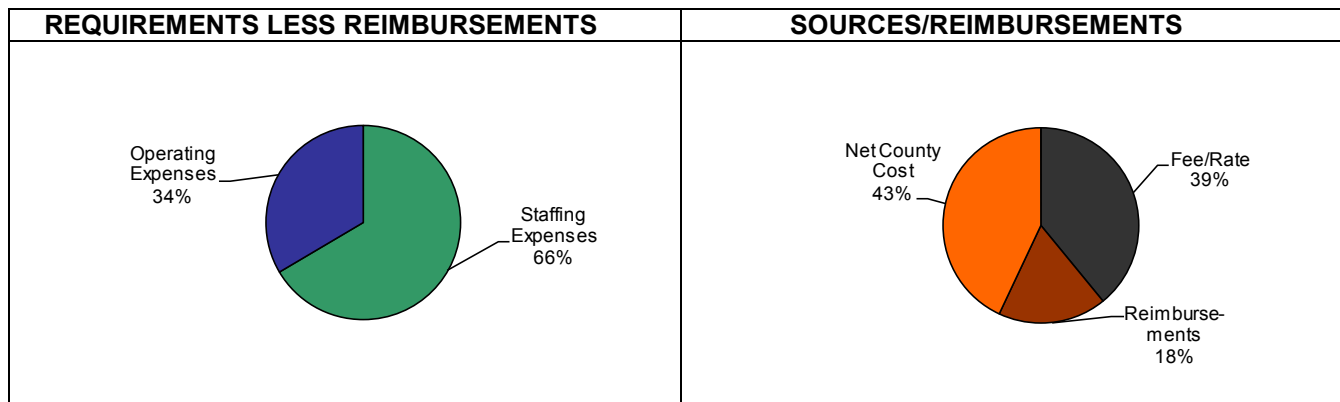 REQUIREMENTS LESS REIMBURSEMENTS
SOURCES/REIMBURSEMENTS
Operating
Expenses
34%
Staffing
Expenses
66%
Net County
Cost
43%
Fee/Rate
39%
Reimburse-
ments
18%